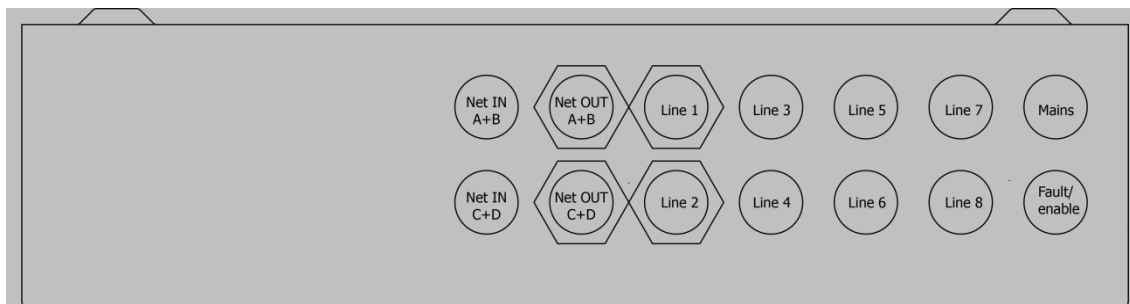 Net IN
A+B
Net OUT
A+B
Line 1
Line 3
Line 5
Line 7
Mains
Net IN
C+D
Net OUT
C+D
Line 2
Line 4
Line 6
Line 8
Fault/
enable